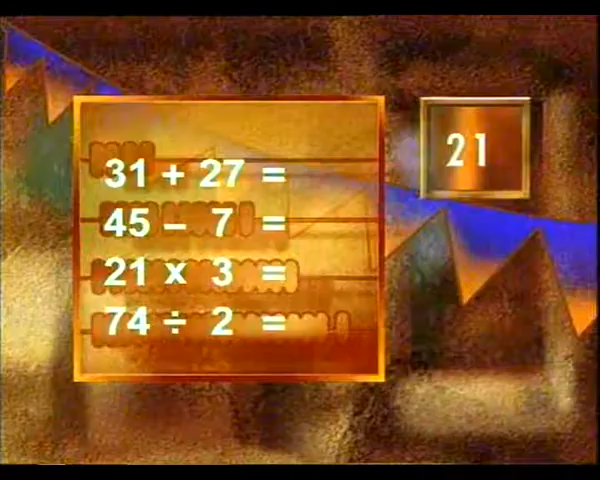 31 + 27 =
45 – 7 =
21 x 3 =
74 ÷ 2 =
21